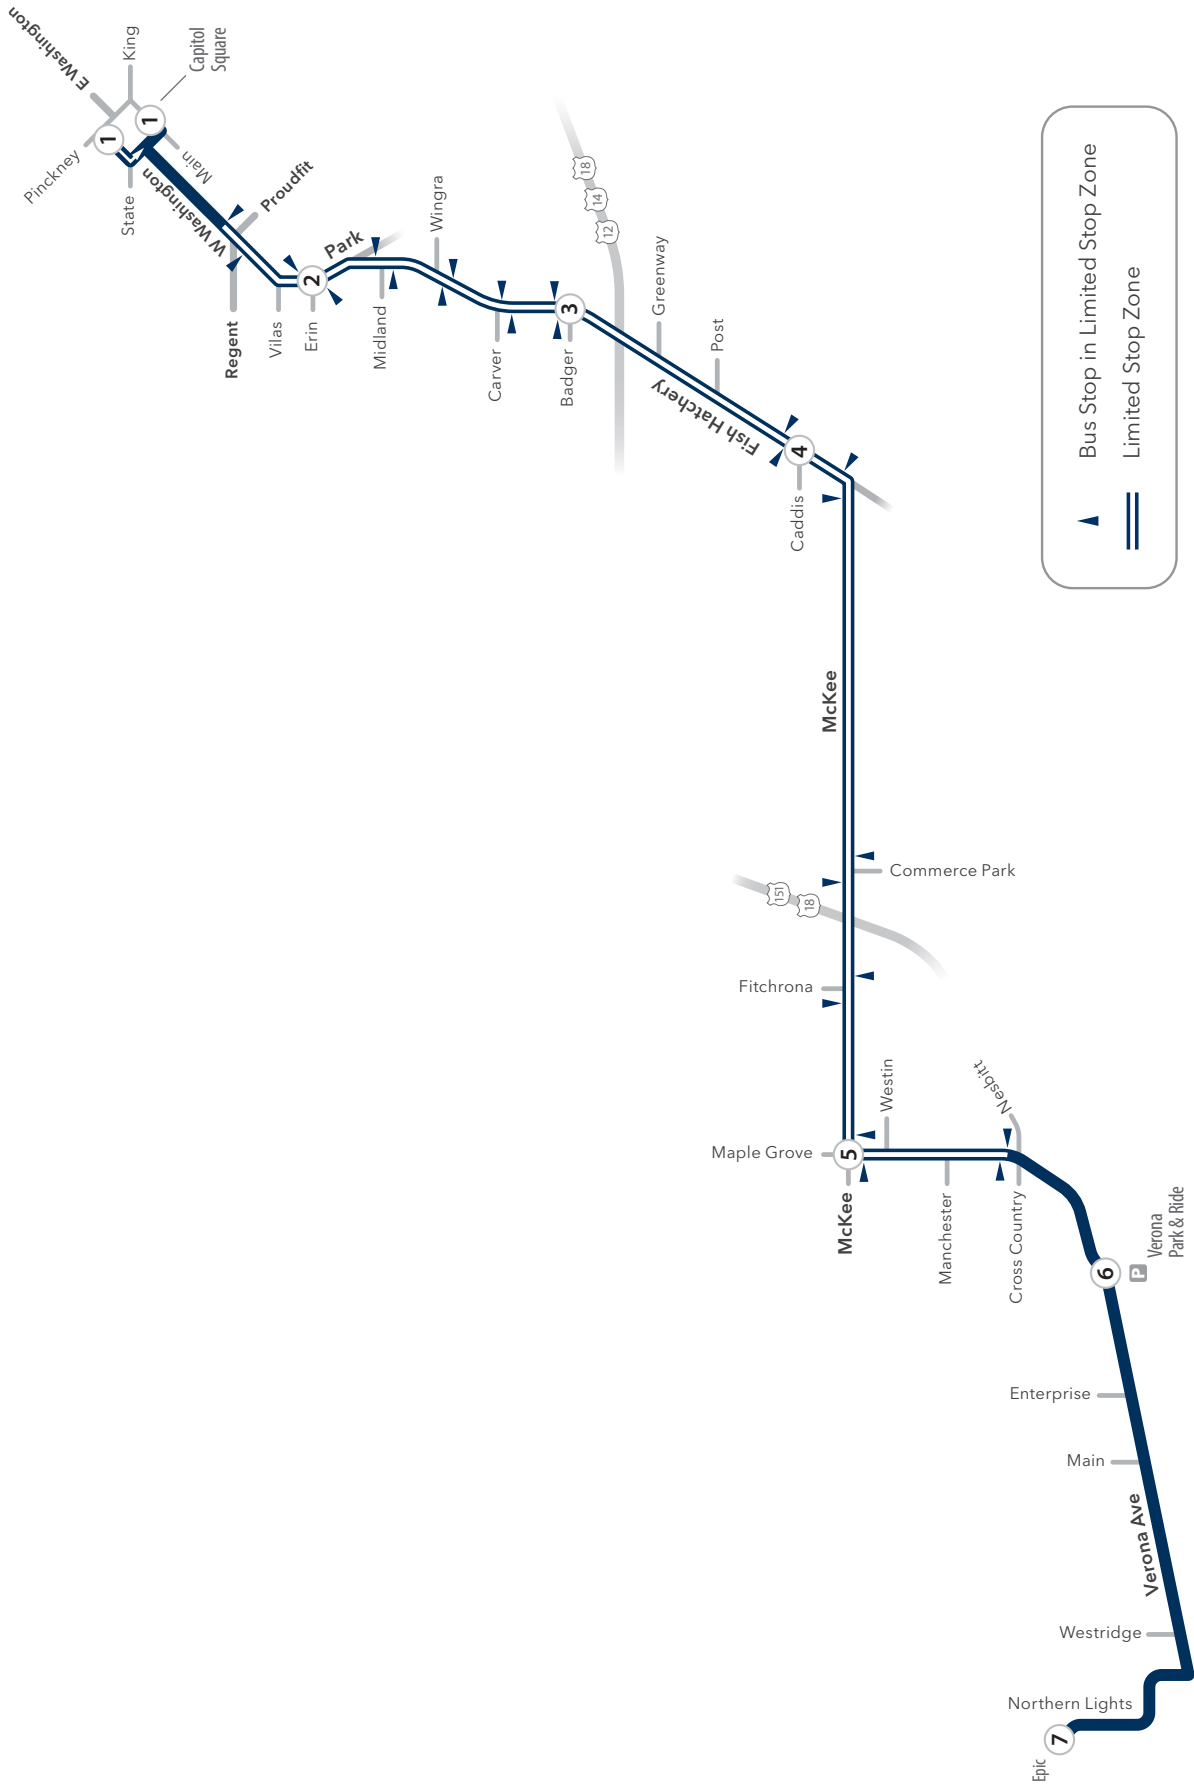 E Washington
King
Capitol
Square
1
1
Pinckney
State
Main
W Washington
Proudfit
Regent
Vilas
2
Erin
Park
Midland
Wingra
Carver
3
Badger
18
14
12
Greenway
Post
Fish Hatchery
4
Caddis
McKee
151
18
Commerce Park
Fitchrona
Maple Grove
5
McKee
Westin
Manchester
Nesbitt
Cross Country
6
P
Verona
Park & Ride
Enterprise
Main
Verona Ave
Westridge
Northern Lights
7
Epic
Bus Stop in Limited Stop Zone
Limited Stop Zone